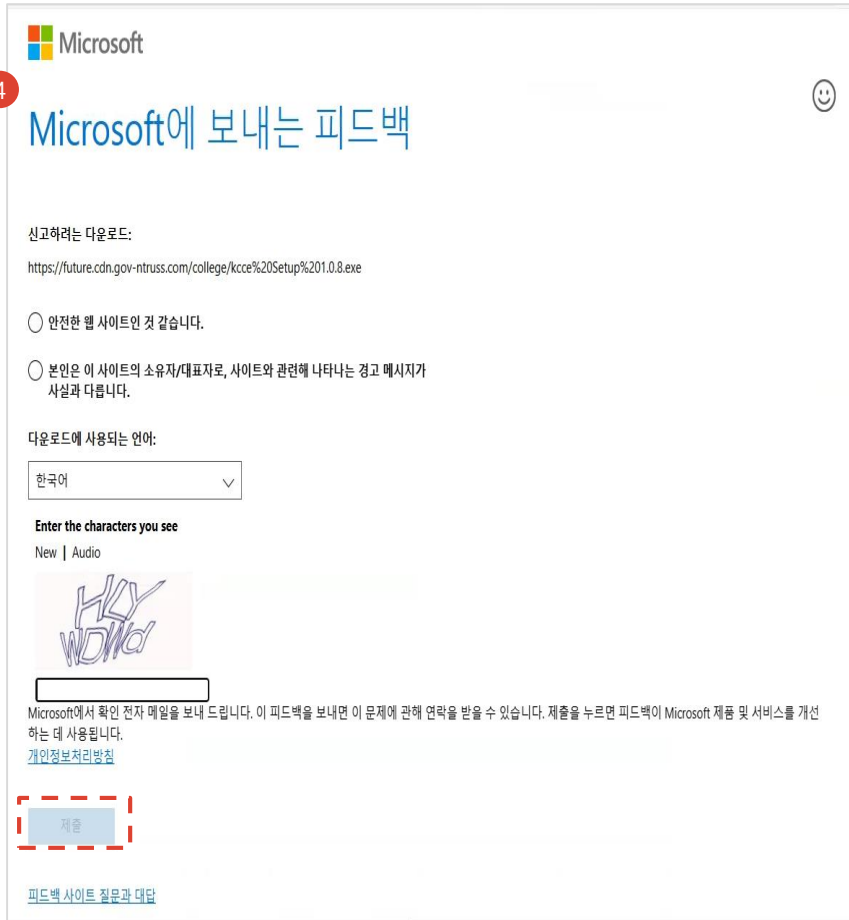 Microsoft
4
Microsoft에 보내는 피드백
신고하려는 다운로드:
https://future.cdn.gov-ntruss.com/college/kcce%20Setup%201.0.8.exe
안전한 웹 사이트인 것 같습니다.
본인은 이 사이트의 소유자/대표자로, 사이트와 관련해 나타나는 경고 메시지가
사실과 다릅니다.
다운로드에 사용되는 언어:
한국어
Enter the characters you see
New | Audio
Microsoft에서 확인 전자 메일을 보내 드립니다. 이 피드백을 보내면 이 문제에 관해 연락을 받을 수 있습니다. 제출을 누르면 피드백이 Microsoft 제품 및 서비스를 개선
하는 데 사용됩니다.
개인정보처리방침
제출
피드백 사이트 질문과 대답